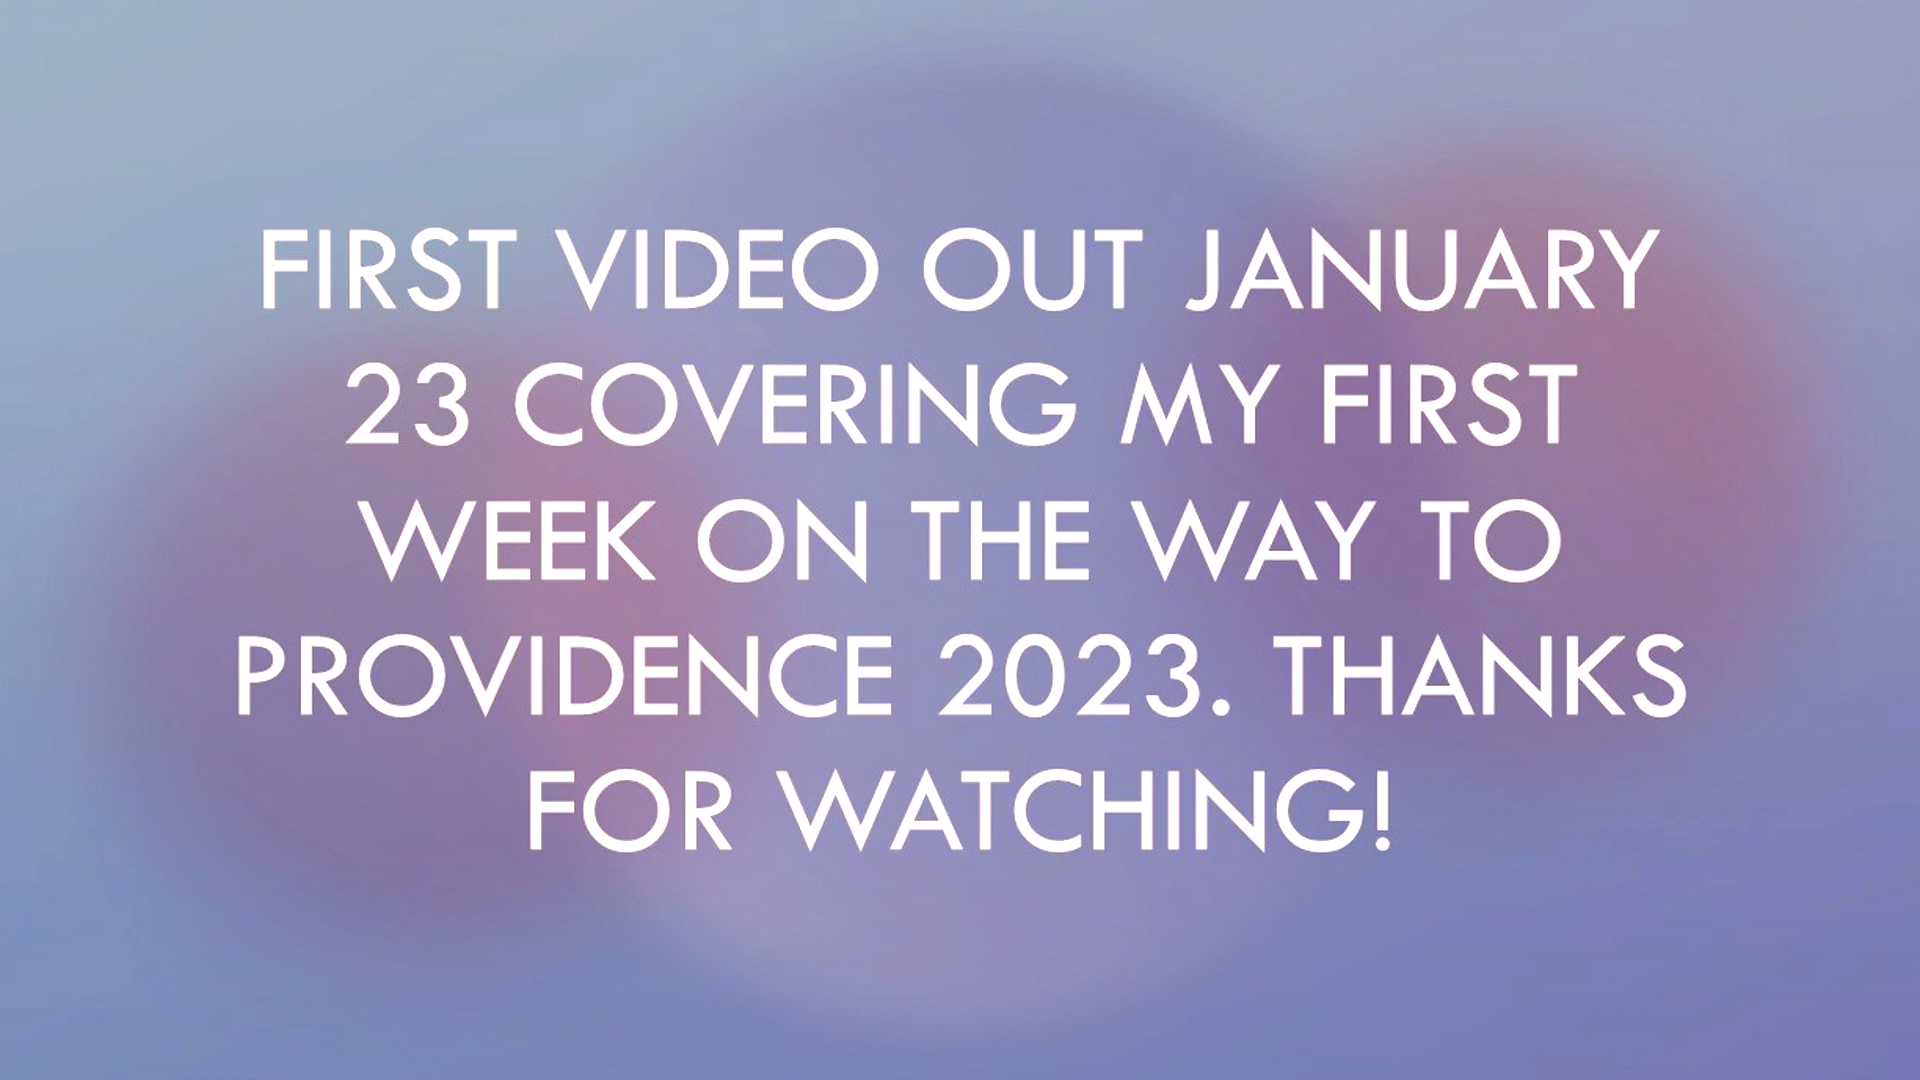 FIRST VIDEO OUT JANUARY
23 COVERING MY FIRST
WEEK ON THE WAY TO
PROVIDENCE 2023. THANKS
FOR WATCHING!